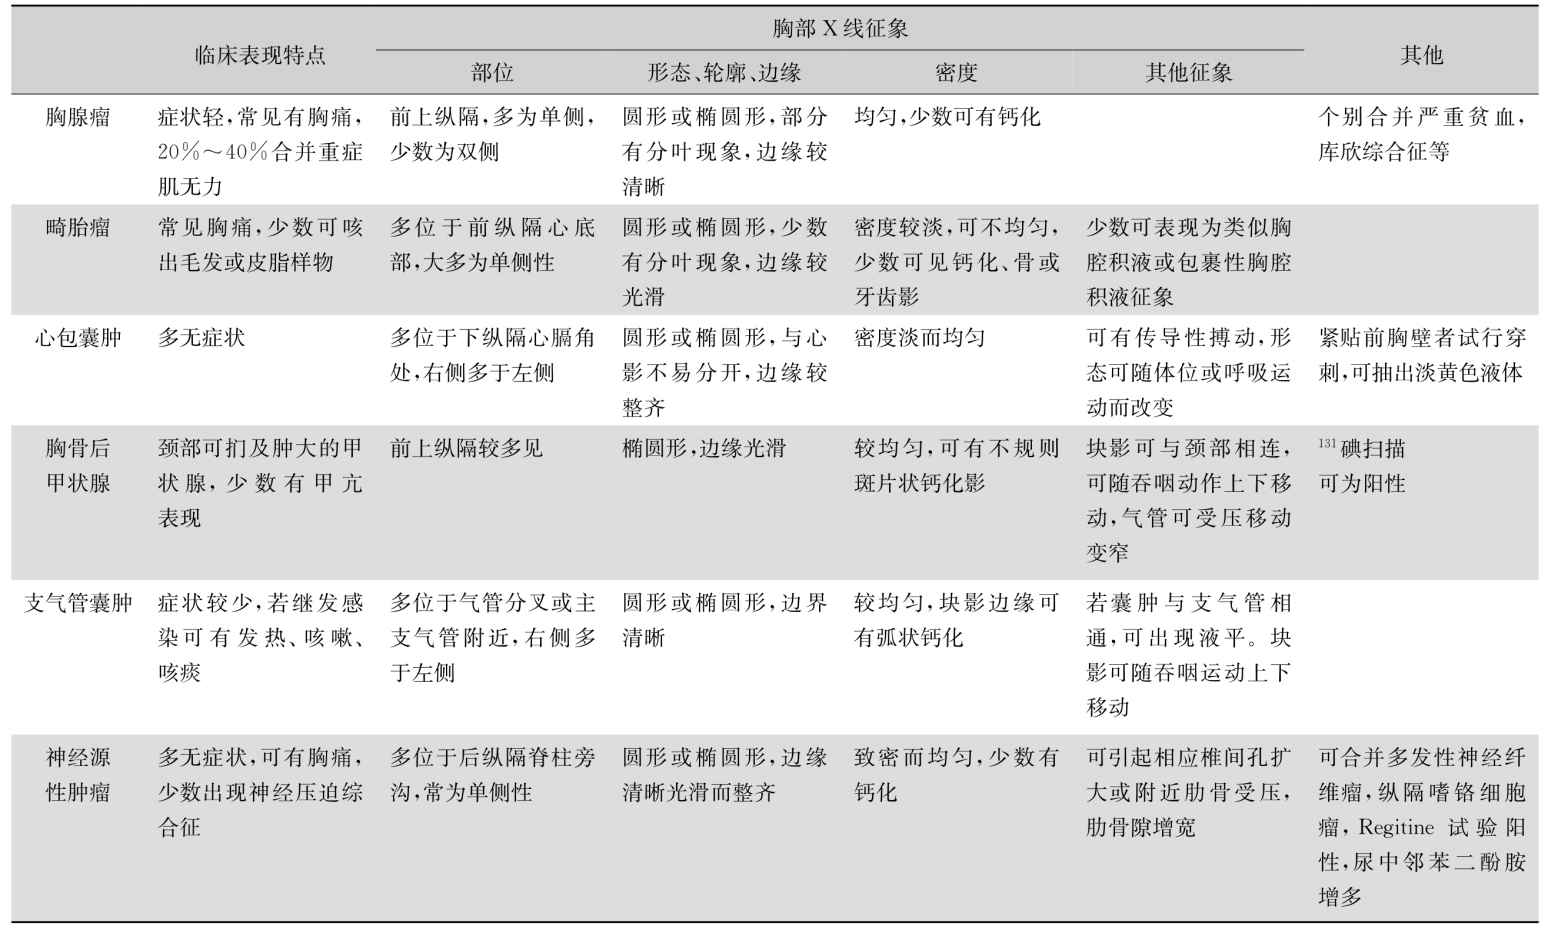 胸部 X 线征象
临床表现特点
其他
部位
形态、轮廓、边缘
密度
其他征象
胸腺瘤
症状轻,常见有胸痛,
20%～40%合并重症
肌无力
前上纵隔,多为单侧,
少数为双侧
圆形或椭圆形,部分
有分叶现象,边缘较
清晰
均匀,少数可有钙化
个别合并严重贫血,
库欣综合征等
畸胎瘤
常见胸痛,少数可咳
出毛发或皮脂样物
多位于前纵隔心底
部,大多为单侧性
圆形或椭圆形,少数
有分叶现象,边缘较
光滑
密度较淡,可不均匀,
少数可见钙化、骨或
牙齿影
少数可表现为类似胸
腔积液或包裹性胸腔
积液征象
心包囊肿
多无症状
多位于下纵隔心膈角
处,右侧多于左侧
圆形或椭圆形,与心
影不易分开,边缘较
整齐
密度淡而均匀
可有传导性搏动,形
态可随体位或呼吸运
动而改变
紧贴前胸壁者试行穿
刺,可抽出淡黄色液体
胸骨后
甲状腺
颈部可扪及肿大的甲
状腺,少数有甲亢
表现
前上纵隔较多见
椭圆形,边缘光滑
较均匀,可有不规则
斑片状钙化影
块影可与颈部相连,
可随吞咽动作上下移
动,气管可受压移动
变窄
131碘扫描
可为阳性
支气管囊肿
症状较少,若继发感
染可有发热、咳嗽、
咳痰
多位于气管分叉或主
支气管附近,右侧多
于左侧
圆形或椭圆形,边界
清晰
较均匀,块影边缘可
有弧状钙化
若囊肿与支气管相
通,可出现液平。块
影可随吞咽运动上下
移动
神经源
性肿瘤
多无症状,可有胸痛,
少数出现神经压迫综
合征
多位于后纵隔脊柱旁
沟,常为单侧性
圆形或椭圆形,边缘
清晰光滑而整齐
致密而均匀,少数有
钙化
可引起相应椎间孔扩
大或附近肋骨受压,
肋骨隙增宽
可合并多发性神经纤
维瘤,纵隔嗜铬细胞
瘤, Regitine 试验阳
性,尿中邻苯二酚胺
增多